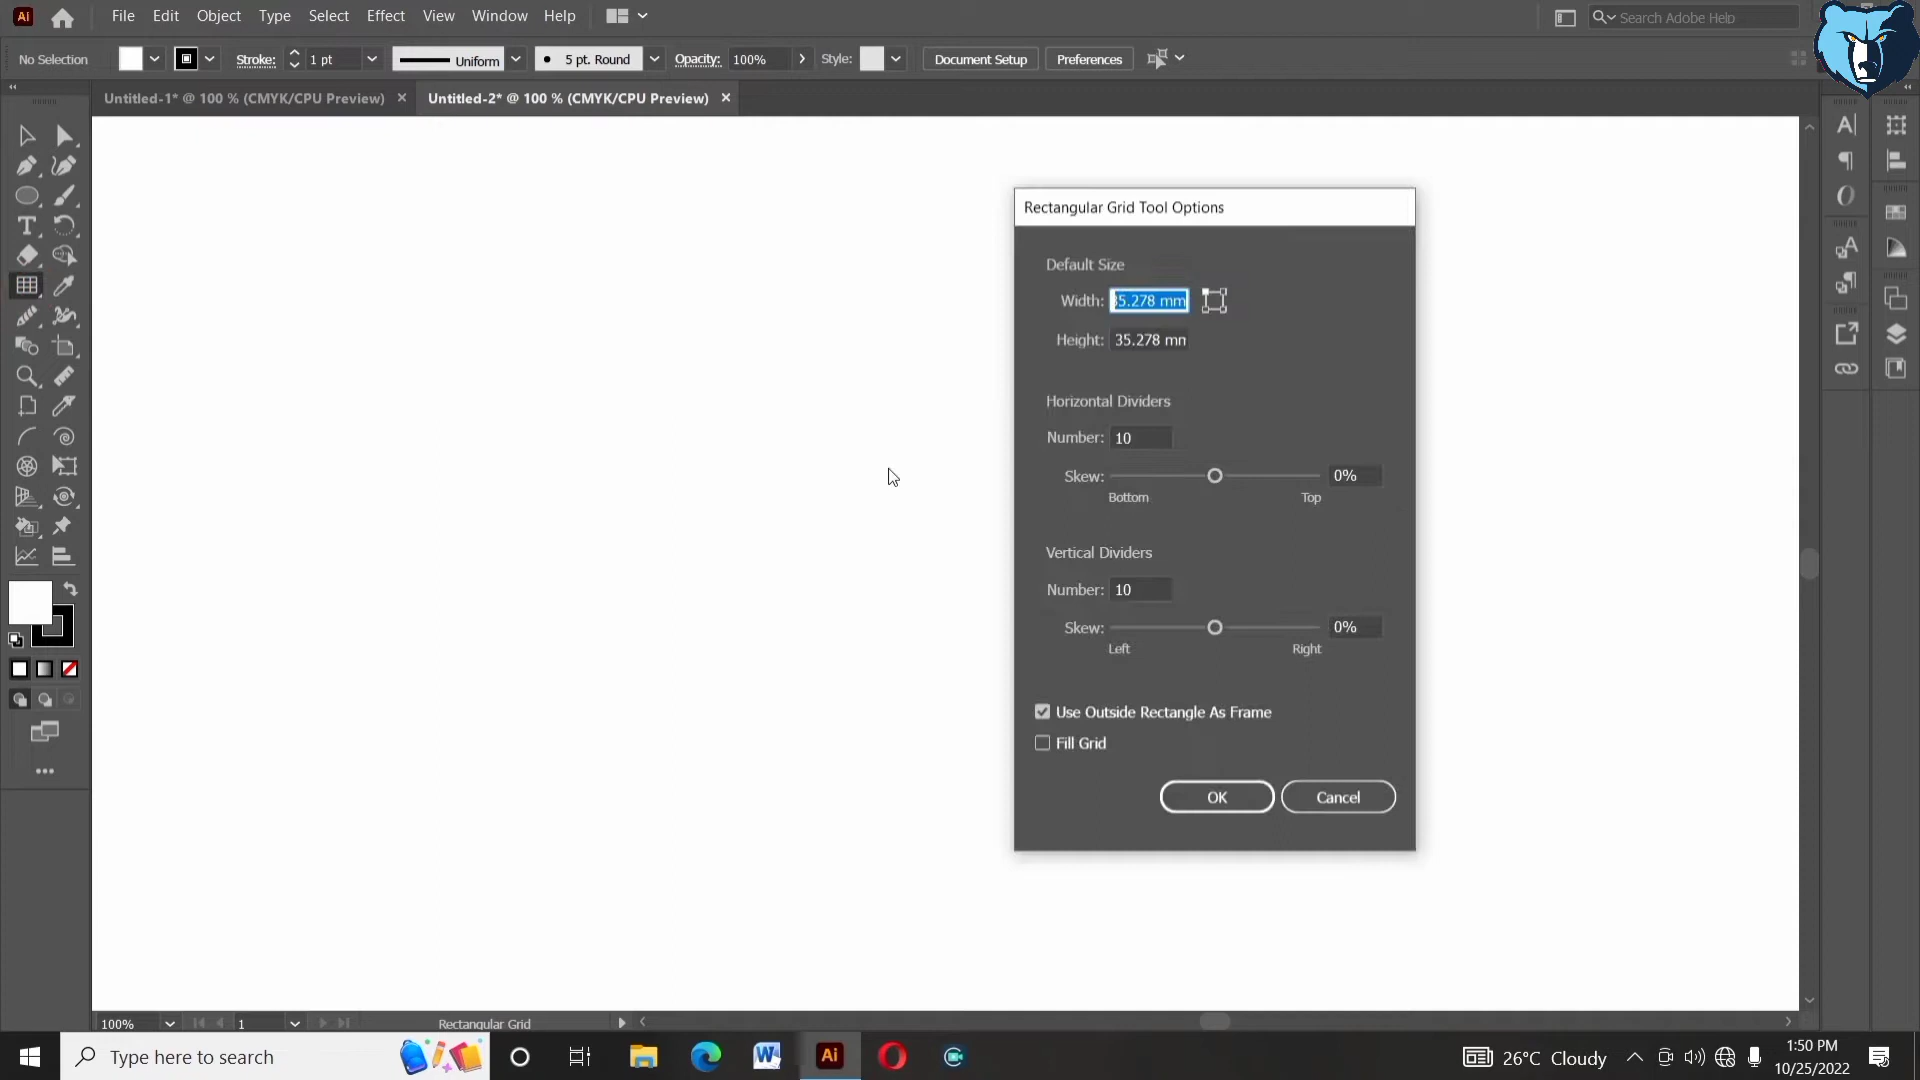 Ai File Edit Object Type Select Effect View Window Help Search Adobe Help
No Selection Stroke: 1 pt Uniform 5 pt. Round Opacity: 100% Style: Document Setup Preferences
Untitled-1* @ 100 % (CMYK/CPU Preview) Untitled-2* @ 100 % (CMYK/CPU Preview)
Rectangular Grid Tool Options
Default Size
Width: 35.278 mm
Height: 35.278 mm
Horizontal Dividers
Number: 10
Skew: 0%
Bottom Top
Vertical Dividers
Number: 10
Skew: 0%
Left Right
Use Outside Rectangle As Frame
Fill Grid
OK Cancel
100% 1 Rectangular Grid
Type here to search 26°C Cloudy 1:50 PM
10/25/2022